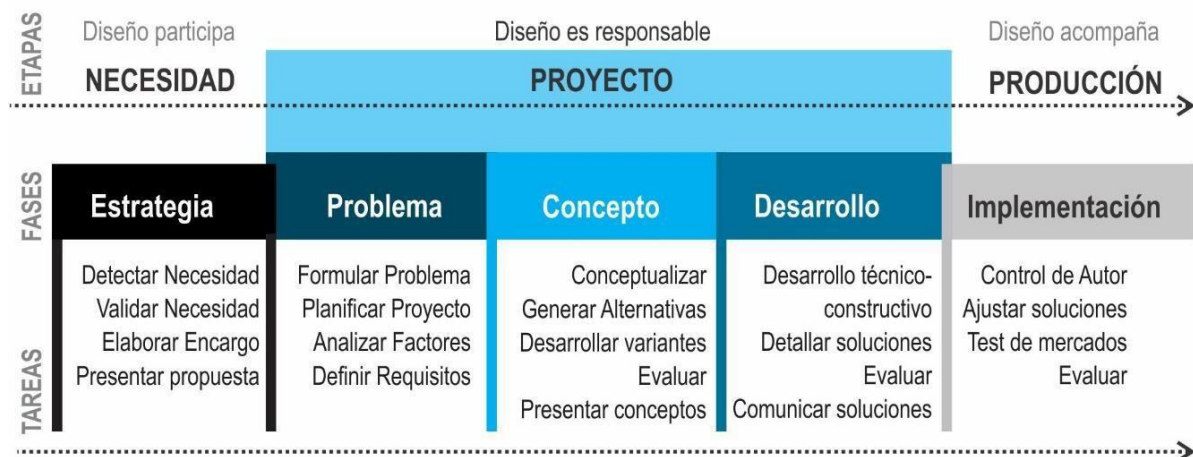 ETAPAS
Diseño participa
NECESIDAD
Diseño es responsable
PROYECTO
Diseño acompaña
PRODUCCIÓN
FASES
Estrategia
Problema
Concepto
Desarrollo
Implementación
TAREAS
Detectar Necesidad
Validar Necesidad
Elaborar Encargo
Presentar propuesta
Formular Problema
Planificar Proyecto
Analizar Factores
Definir Requisitos
Conceptualizar
Generar Alternativas
Desarrollar variantes
Evaluar
Presentar conceptos
Desarrollo técnico-
constructivo
Detallar soluciones
Evaluar
Comunicar soluciones
Control de Autor
Ajustar soluciones
Test de mercados
Evaluar